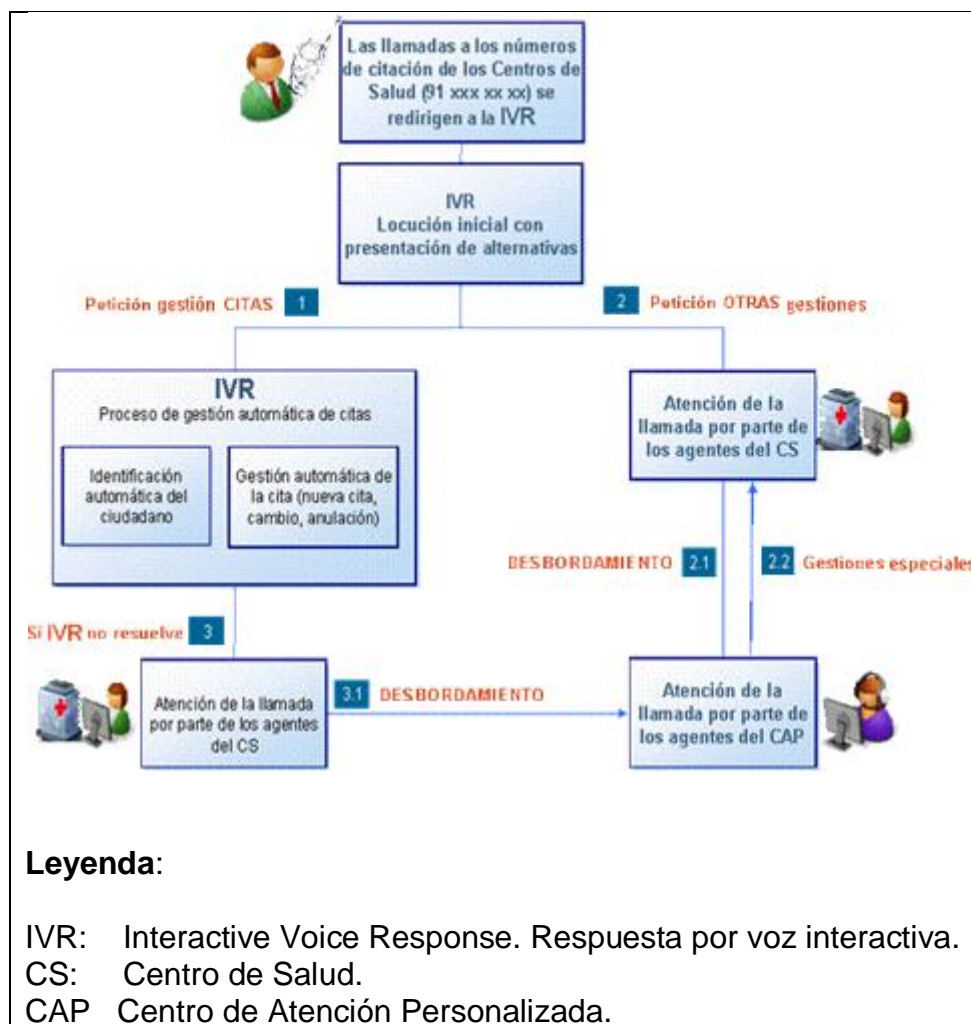 Las llamadas a los números
de citación de los Centros de
Salud (91 xxx xx xx) se
redirigen a la IVR
IVR
Locución inicial con
presentación de alternativas
Petición gestión CITAS 1
2 Petición OTRAS gestiones
IVR
Proceso de gestión automática de citas
Identificación
automática del
ciudadano
Gestión automática de
la cita (nueva cita,
cambio, anulación)
Atención de la
llamada por parte de
los agentes del CS
DESBORDAMIENTO 2.1
2.2 Gestiones especiales
Si IVR no resuelve 3
Atención de la llamada
por parte de los agentes
del CS
3.1 DESBORDAMIENTO
Atención de la
llamada por parte de
los agentes del CAP
Leyenda:
IVR: Interactive Voice Response. Respuesta por voz interactiva.
CS: Centro de Salud.
CAP Centro de Atención Personalizada.